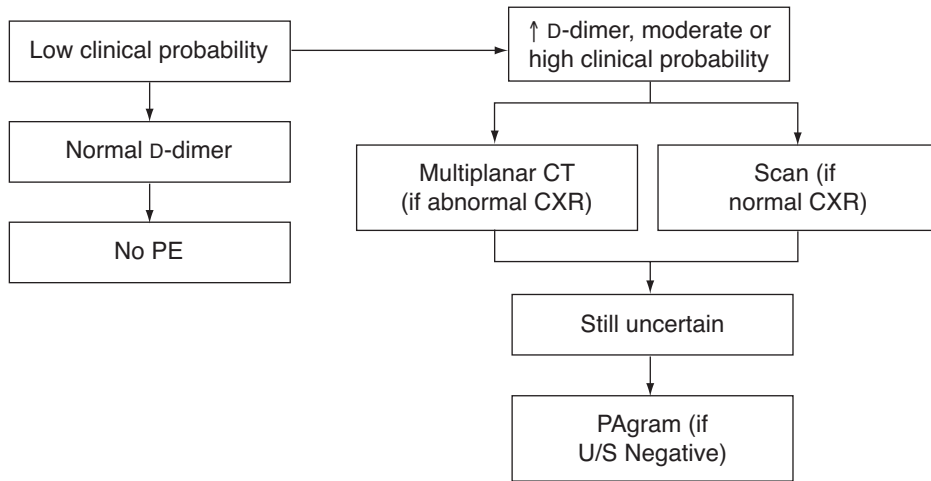 Low clinical probability
↑ D-dimer, moderate or
high clinical probability
Normal D-dimer
No PE
Multiplanar CT
(if abnormal CXR)
Scan (if
normal CXR)
Still uncertain
PAgram (if
U/S Negative)